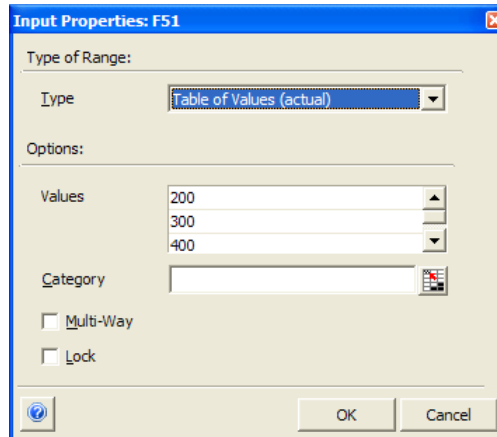 Input Properties: F51
Type of Range:
Type Table of Values (actual)
Options:
Values 200
300
400
Category
Multi-Way
Lock
? OK Cancel